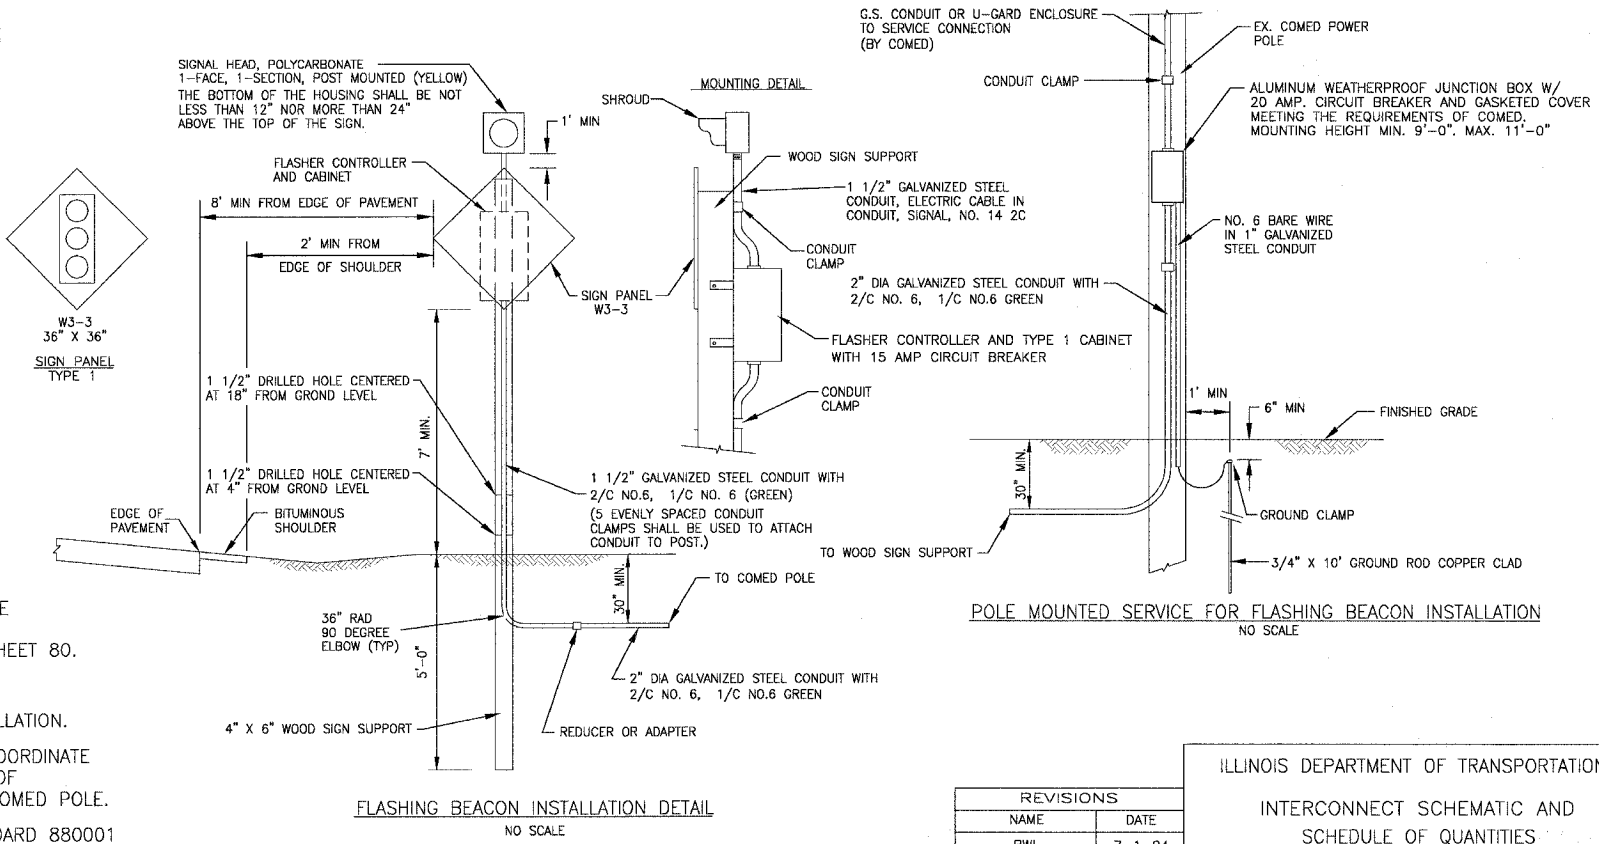 SIGNAL HEAD, POLYCARBONATE
1-FACE, 1-SECTION, POST MOUNTED (YELLOW)
THE BOTTOM OF THE HOUSING SHALL BE NOT
LESS THAN 12" NOR MORE THAN 24"
ABOVE THE TOP OF THE SIGN.
1' MIN
FLASHER CONTROLLER
AND CABINET
8' MIN FROM EDGE OF PAVEMENT
2' MIN FROM
EDGE OF SHOULDER
W3-3
36" X 36"
SIGN PANEL
TYPE 1
SIGN PANEL
W3-3
1 1/2" DRILLED HOLE CENTERED
AT 18" FROM GROND LEVEL
7' MIN.
1 1/2" DRILLED HOLE CENTERED
AT 4" FROM GROND LEVEL
EDGE OF
PAVEMENT
BITUMINOUS
SHOULDER
1 1/2" GALVANIZED STEEL CONDUIT WITH
2/C NO.6, 1/C NO. 6 (GREEN)
(5 EVENLY SPACED CONDUIT
CLAMPS SHALL BE USED TO ATTACH
CONDUIT TO POST.)
30" MIN.
TO COMED POLE
36" RAD
90 DEGREE
ELBOW (TYP)
5'-0"
2" DIA GALVANIZED STEEL CONDUIT WITH
2/C NO. 6, 1/C NO.6 GREEN
4" X 6" WOOD SIGN SUPPORT
REDUCER OR ADAPTER
FLASHING BEACON INSTALLATION DETAIL
NO SCALE
MOUNTING DETAIL
SHROUD
WOOD SIGN SUPPORT
1 1/2" GALVANIZED STEEL
CONDUIT, ELECTRIC CABLE IN
CONDUIT, SIGNAL, NO. 14 2C
CONDUIT
CLAMP
FLASHER CONTROLLER AND TYPE 1 CABINET
WITH 15 AMP CIRCUIT BREAKER
CONDUIT
CLAMP
G.S. CONDUIT OR U-GARD ENCLOSURE
TO SERVICE CONNECTION
(BY COMED)
EX. COMED POWER
POLE
CONDUIT CLAMP
ALUMINUM WEATHERPROOF JUNCTION BOX W/
20 AMP. CIRCUIT BREAKER AND GASKETED COVER
MEETING THE REQUIREMENTS OF COMED.
MOUNTING HEIGHT MIN. 9'-0". MAX. 11'-0"
NO. 6 BARE WIRE
IN 1" GALVANIZED
STEEL CONDUIT
2" DIA GALVANIZED STEEL CONDUIT WITH
2/C NO. 6, 1/C NO.6 GREEN
1' MIN
6" MIN
FINISHED GRADE
30" MIN.
GROUND CLAMP
TO WOOD SIGN SUPPORT
3/4" X 10' GROUND ROD COPPER CLAD
POLE MOUNTED SERVICE FOR FLASHING BEACON INSTALLATION
NO SCALE
HEET 80.
LLATION.
OORDINATE
OF
OMED POLE.
DARD 880001
REVISIONS
NAME DATE
ILLINOIS DEPARTMENT OF TRANSPORTATION
INTERCONNECT SCHEMATIC AND
SCHEDULE OF QUANTITIES